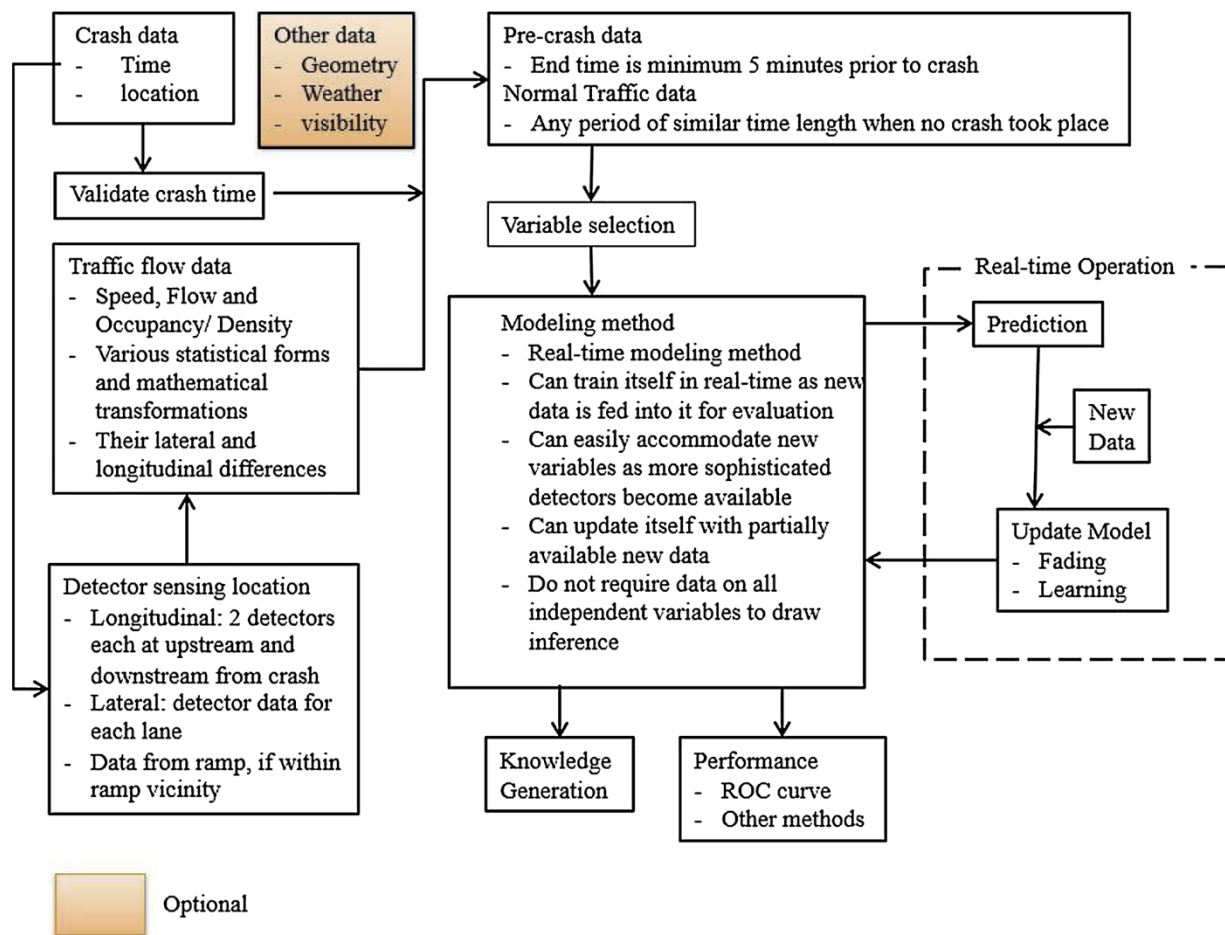 Crash data
- Time
- location
Other data
- Geometry
- Weather
- visibility
Pre-crash data
- End time is minimum 5 minutes prior to crash
Normal Traffic data
- Any period of similar time length when no crash took place
Validate crash time
Variable selection
Traffic flow data
- Speed, Flow and
Occupancy/ Density
- Various statistical forms
and mathematical
transformations
- Their lateral and
longitudinal differences
Modeling method
- Real-time modeling method
- Can train itself in real-time as new
data is fed into it for evaluation
- Can easily accommodate new
variables as more sophisticated
detectors become available
- Can update itself with partially
available new data
- Do not require data on all
independent variables to draw
inference
Real-time Operation
Prediction
New
Data
Update Model
- Fading
- Learning
Detector sensing location
- Longitudinal: 2 detectors
each at upstream and
downstream from crash
- Lateral: detector data for
each lane
- Data from ramp, if within
ramp vicinity
Knowledge
Generation
Performance
- ROC curve
- Other methods
Optional